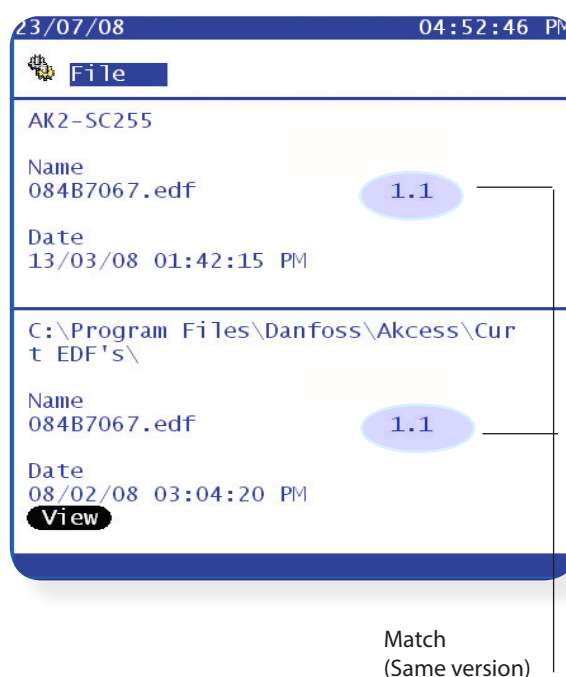 23/07/08 04:52:46 PM
File
AK2-SC255
Name
084B7067.edf 1.1
Date
13/03/08 01:42:15 PM
C:\Program Files\Danfoss\Akcess\Cur
t EDF's\
Name
084B7067.edf 1.1
Date
08/02/08 03:04:20 PM
View
Match
(Same version)